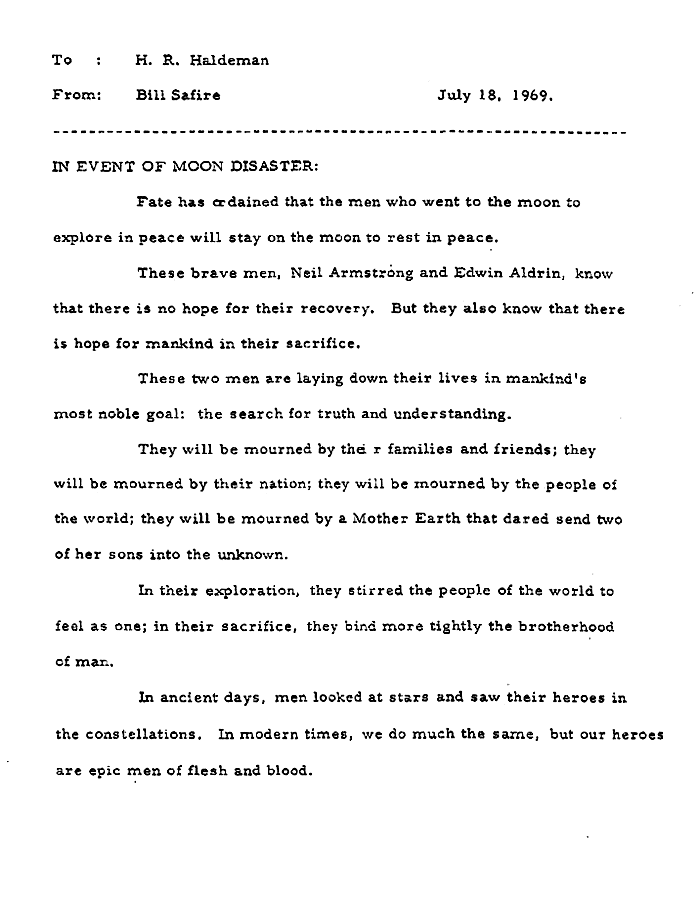 To : H. R. Haldeman
From: Bill Safire July 18, 1969.
IN EVENT OF MOON DISASTER:
Fate has ordained that the men who went to the moon to
explore in peace will stay on the moon to rest in peace.
These brave men, Neil Armstrong and Edwin Aldrin, know
that there is no hope for their recovery. But they also know that there
is hope for mankind in their sacrifice.
These two men are laying down their lives in mankind's
most noble goal: the search for truth and understanding.
They will be mourned by their families and friends; they
will be mourned by their nation; they will be mourned by the people of
the world; they will be mourned by a Mother Earth that dared send two
of her sons into the unknown.
In their exploration, they stirred the people of the world to
feel as one; in their sacrifice, they bind more tightly the brotherhood
of man.
In ancient days, men looked at stars and saw their heroes in
the constellations. In modern times, we do much the same, but our heroes
are epic men of flesh and blood.